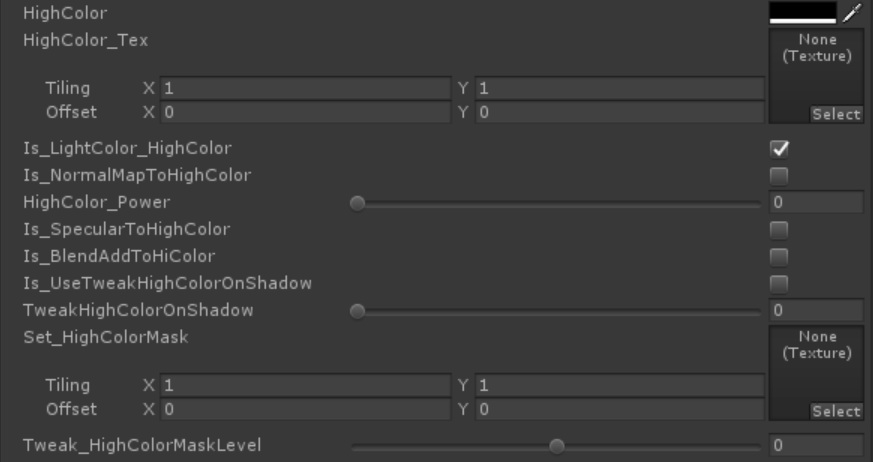 HighColor
HighColor_Tex
None
(Texture)
Tiling X 1 Y 1
Offset X 0 Y 0
Select
Is_LightColor_HighColor
Is_NormalMapToHighColor
HighColor_Power 0
Is_SpecularToHighColor
Is_BlendAddToHiColor
Is_UseTweakHighColorOnShadow
TweakHighColorOnShadow 0
Set_HighColorMask
None
(Texture)
Tiling X 1 Y 1
Offset X 0 Y 0
Select
Tweak_HighColorMaskLevel 0